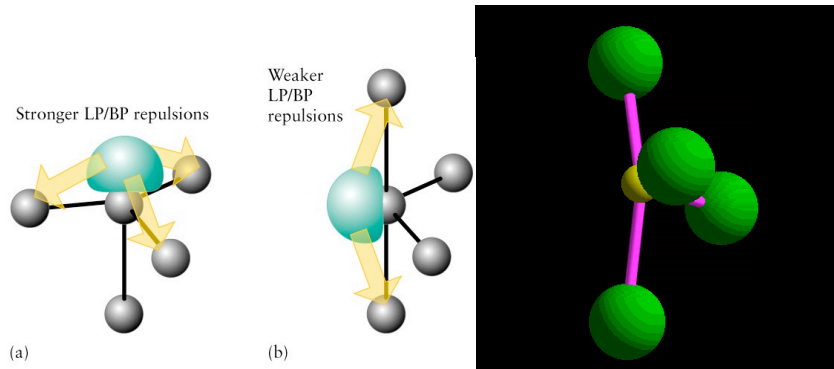 Stronger LP/BP repulsions
(a)
Weaker
LP/BP
repulsions
(b)